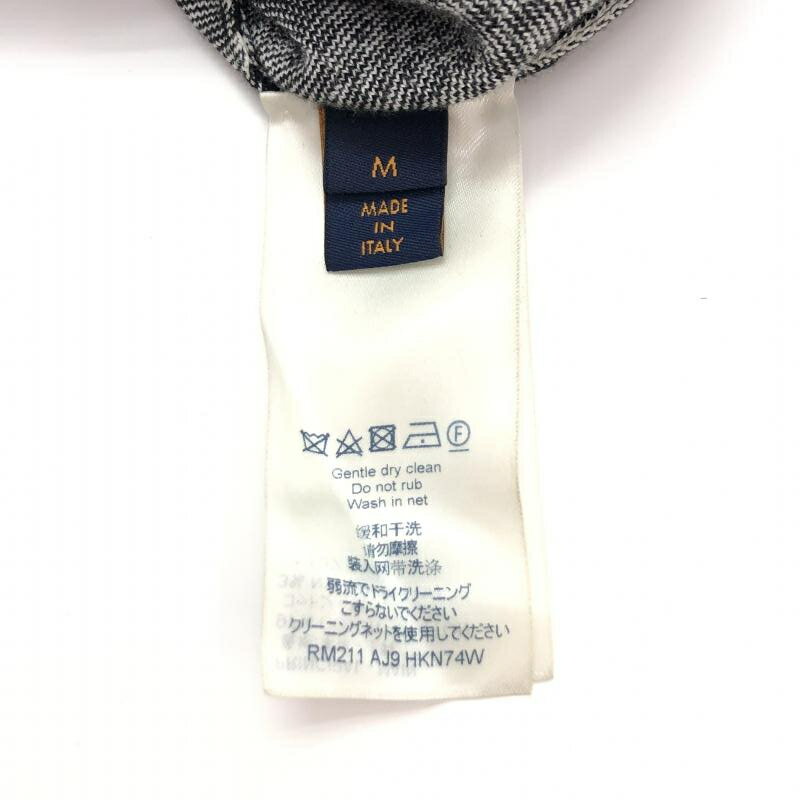 M
MADE
IN
ITALY
F
Gentle dry clean
Do not rub
Wash in net
缓和干洗
请勿摩擦
装入网带洗涤
弱流でドライクリーニング
こすらないでください
クリーニングネットを使用してください
RM211 AJ9 HKN74W